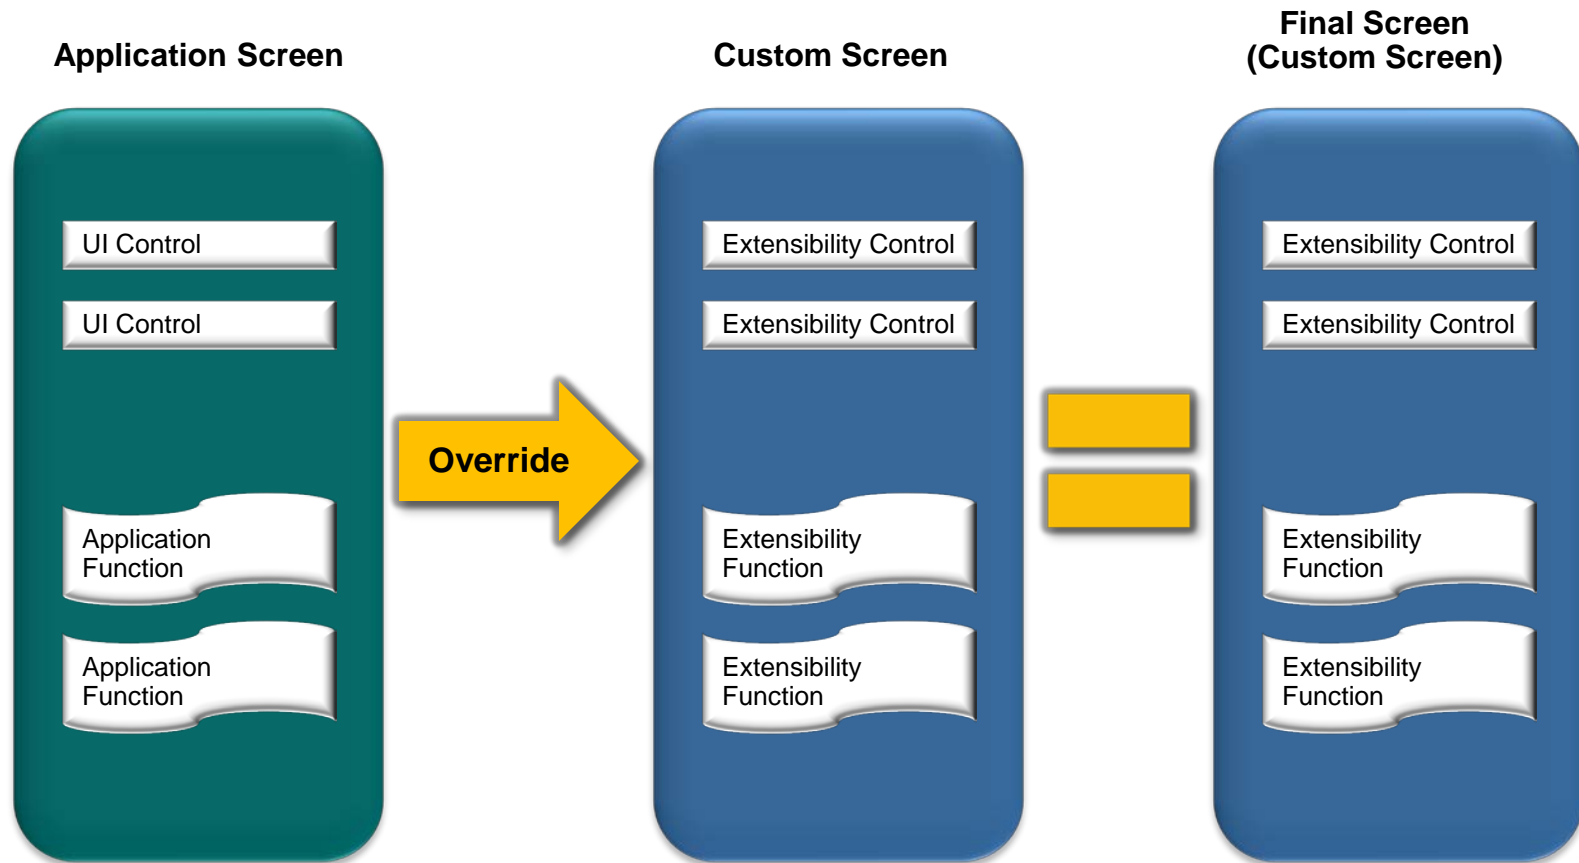 Application Screen
Custom Screen
Final Screen
(Custom Screen)
UI Control
UI Control
Application
Function
Application
Function
Override
Extensibility Control
Extensibility Control
Extensibility
Function
Extensibility
Function
Extensibility Control
Extensibility Control
Extensibility
Function
Extensibility
Function